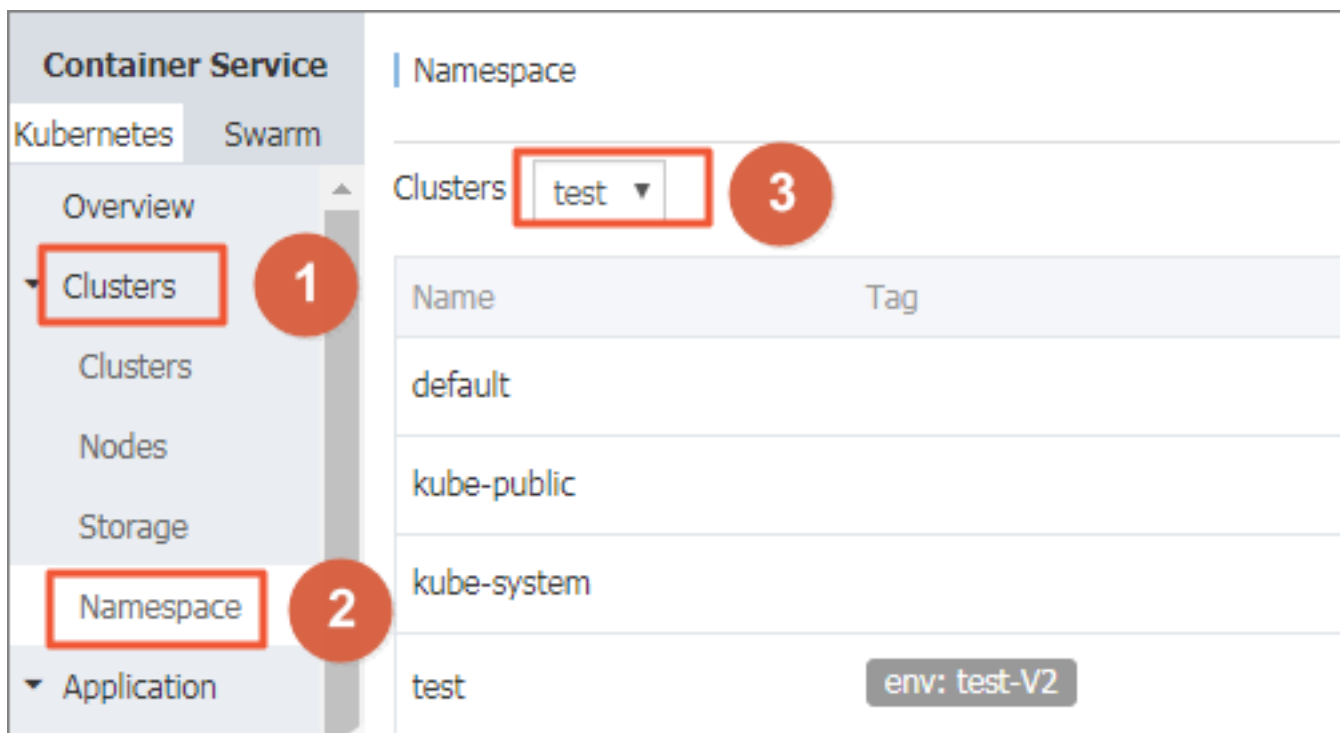 Container Service
Kubernetes Swarm
Overview
Clusters
1
Clusters
Nodes
Storage
Namespace
2
Application
Namespace
Clusters test
3
Name Tag
default
kube-public
kube-system
test env: test-V2